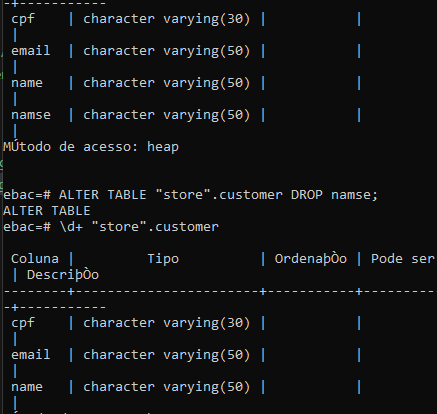 -+-----------
cpf | character varying(30) | |
|
email | character varying(50) | |
|
name | character varying(50) | |
|
namse | character varying(50) | |
|
MÚtodo de acesso: heap
ebac=# ALTER TABLE "store".customer DROP namse;
ALTER TABLE
ebac=# \d+ "store".customer
Coluna | Tipo | OrdenaþÒo | Pode ser
| DescriþÒo
--------+-----------------------+-----------+---------
-+-----------
cpf | character varying(30) | |
|
email | character varying(50) | |
|
name | character varying(50) | |
|